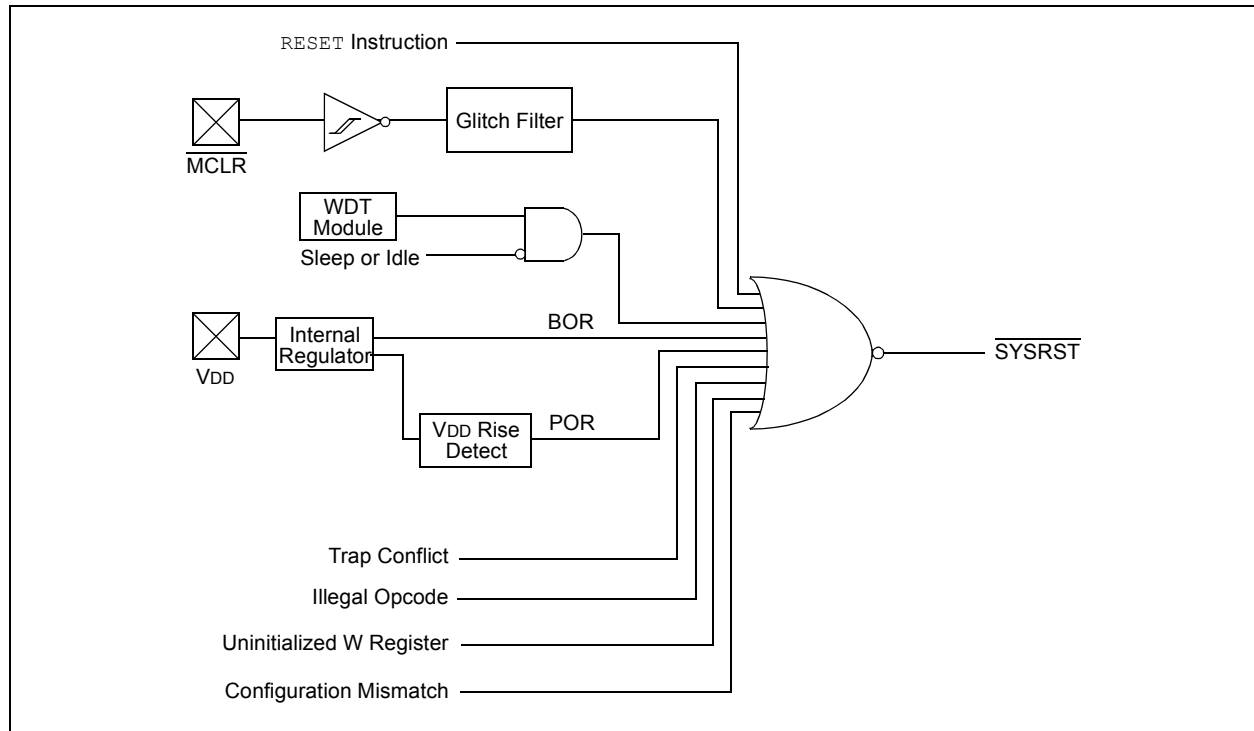 RESET Instruction
Glitch Filter
MCLR
WDT
Module
Sleep or Idle
BOR
Internal
Regulator
VDD
SYSRST
POR
VDD Rise
Detect
Trap Conflict
Illegal Opcode
Uninitialized W Register
Configuration Mismatch